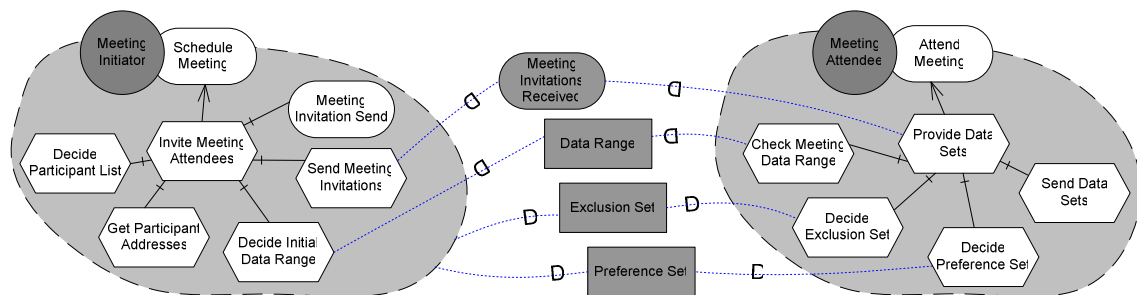 Meeting
Initiator
Schedule
Meeting
Meeting
Invitation Send
Invite Meeting
Attendees
Decide
Participant List
Send Meeting
Invitations
Get Participant
Addresses
Decide Initial
Data Range
Meeting
Invitations
Received
Data Range
Exclusion Set
Preference Set
Meeting
Attendee
Attend
Meeting
Provide Data
Sets
Check Meeting
Data Range
Send Data
Sets
Decide
Exclusion Set
Decide
Preference Set
D
D
D
D
D
D
D
D